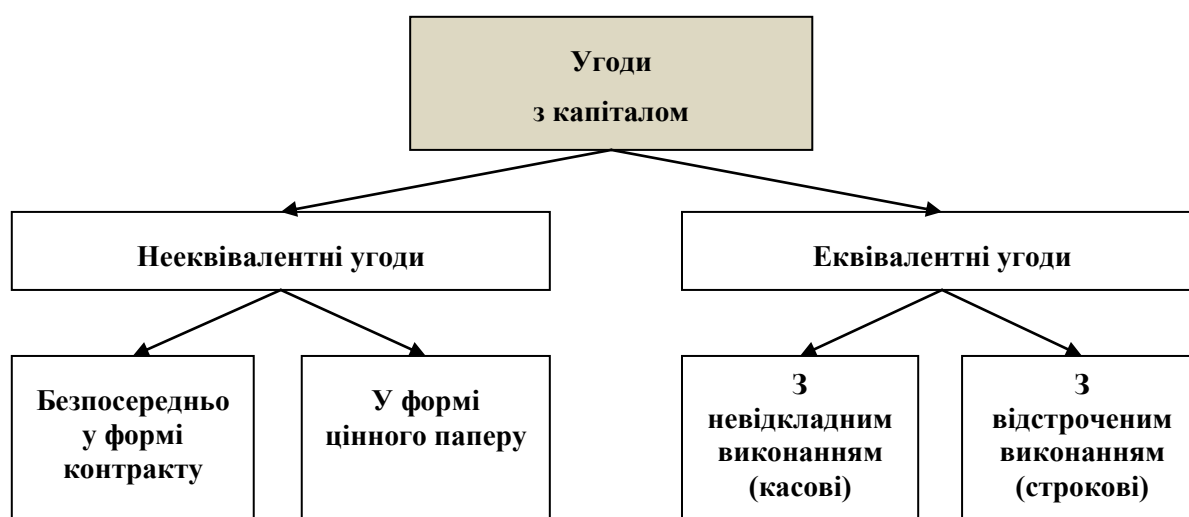 Угоди
з капіталом
Нееквівалентні угоди
Еквівалентні угоди
Безпосередньо
у формі
контракту
У формі
цінного паперу
З
невідкладним
виконанням
(касові)
З
відстроченим
виконанням
(строкові)